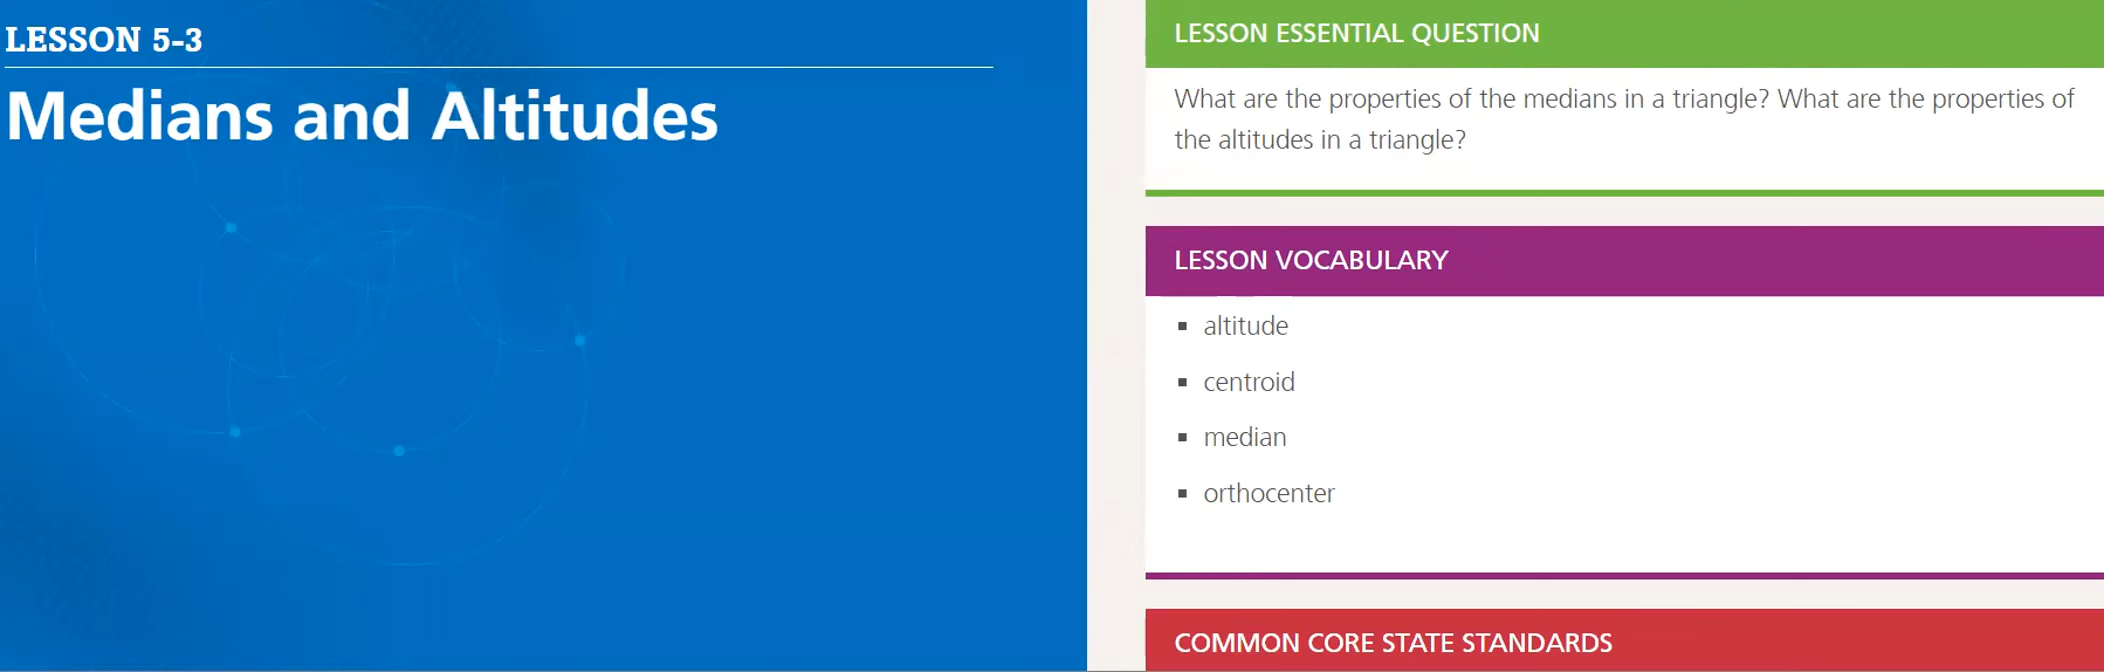 LESSON 5-3
Medians and Altitudes
LESSON ESSENTIAL QUESTION
What are the properties of the medians in a triangle? What are the properties of
the altitudes in a triangle?
LESSON VOCABULARY
▪ altitude
▪ centroid
▪ median
▪ orthocenter
COMMON CORE STATE STANDARDS